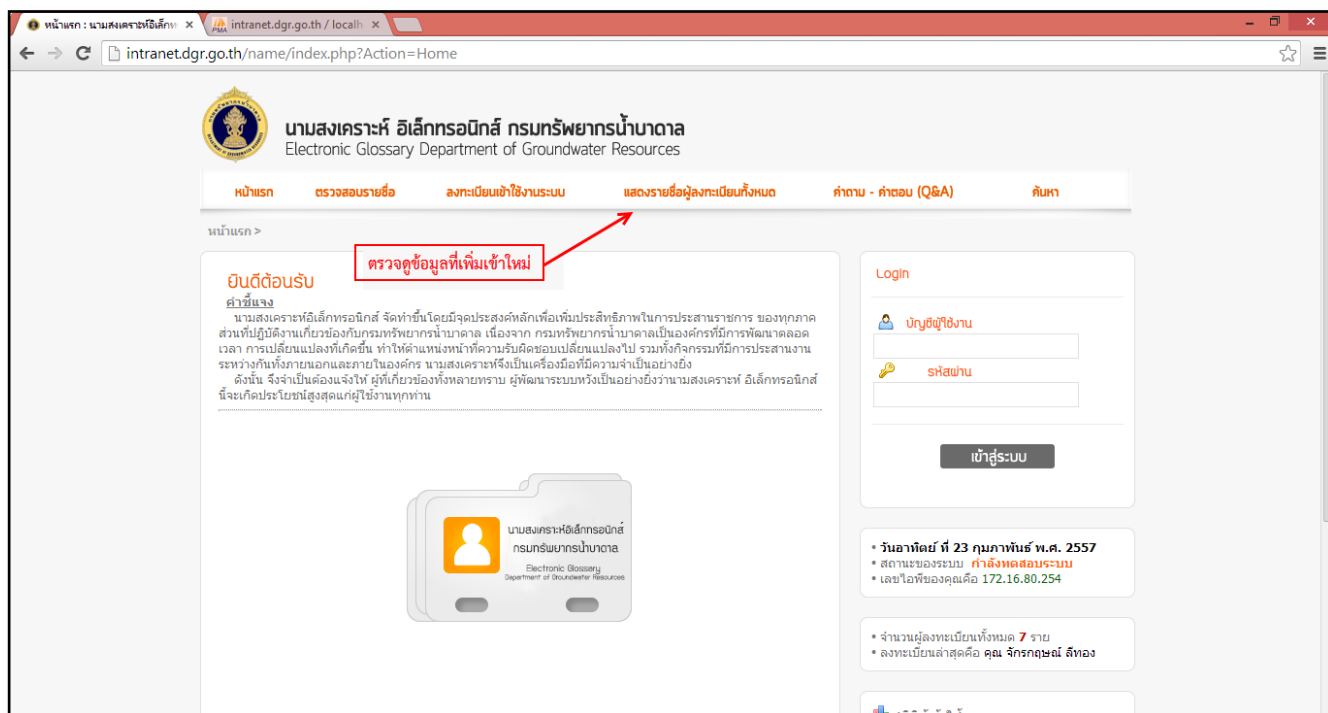 หน้าแรก : นามสงเคราะห์อิเล็กท
intranet.dgr.go.th / localh
intranet.dgr.go.th/name/index.php?Action=Home
นามสงเคราะห์ อิเล็กทรอนิกส์ กรมทรัพยากรน้ำบาดาล
Electronic Glossary Department of Groundwater Resources
หน้าแรก ตรวจสอบรายชื่อ ลงทะเบียนเข้าใช้งานระบบ แสดงรายชื่อผู้ลงทะเบียนทั้งหมด คำถาม - คำตอบ (Q&A) ค้นหา
หน้าแรก >
ตรวจดูข้อมูลที่เพิ่มเข้าใหม่
ยินดีต้อนรับ
คำชี้แจง
นามสงเคราะห์อิเล็กทรอนิกส์ จัดทำขึ้นโดยมีจุดประสงค์หลักเพื่อเพิ่มประสิทธิภาพในการประสานราชการ ของทุกภาค
ส่วนที่ปฏิบัติงานเกี่ยวข้องกับกรมทรัพยากรน้ำบาดาล เนื่องจาก กรมทรัพยากรน้ำบาดาลเป็นองค์กรที่มีการพัฒนาตลอด
เวลา การเปลี่ยนแปลงที่เกิดขึ้น ทำให้ตำแหน่งหน้าที่ความรับผิดชอบเปลี่ยนแปลงไป รวมทั้งกิจกรรมที่มีการประสานงาน
ระหว่างกันทั้งภายนอกและภายในองค์กร นามสงเคราะห์จึงเป็นเครื่องมือที่มีความจำเป็นอย่างยิ่ง
ดังนั้น จึงจำเป็นต้องแจ้งให้ ผู้ที่เกี่ยวข้องทั้งหลายทราบ ผู้พัฒนาระบบหวังเป็นอย่างยิ่งว่านามสงเคราะห์ อิเล็กทรอนิกส์
นี้จะเกิดประโยชน์สูงสุดแก่ผู้ใช้งานทุกท่าน
นามสงเคราะห์อิเล็กทรอนิกส์
กรมทรัพยากรน้ำบาดาล
Electronic Glossary
Department of Groundwater Resources
Login
บัญชีผู้ใช้งาน
รหัสผ่าน
เข้าสู่ระบบ
• วันอาทิตย์ ที่ 23 กุมภาพันธ์ พ.ศ. 2557
• สถานะของระบบ กำลังทดสอบระบบ
• เลขไอพีของคุณคือ 172.16.80.254
• จำนวนผู้ลงทะเบียนทั้งหมด 7 ราย
• ลงทะเบียนล่าสุดคือ คุณ จักรกฤษณ์ ลีทอง